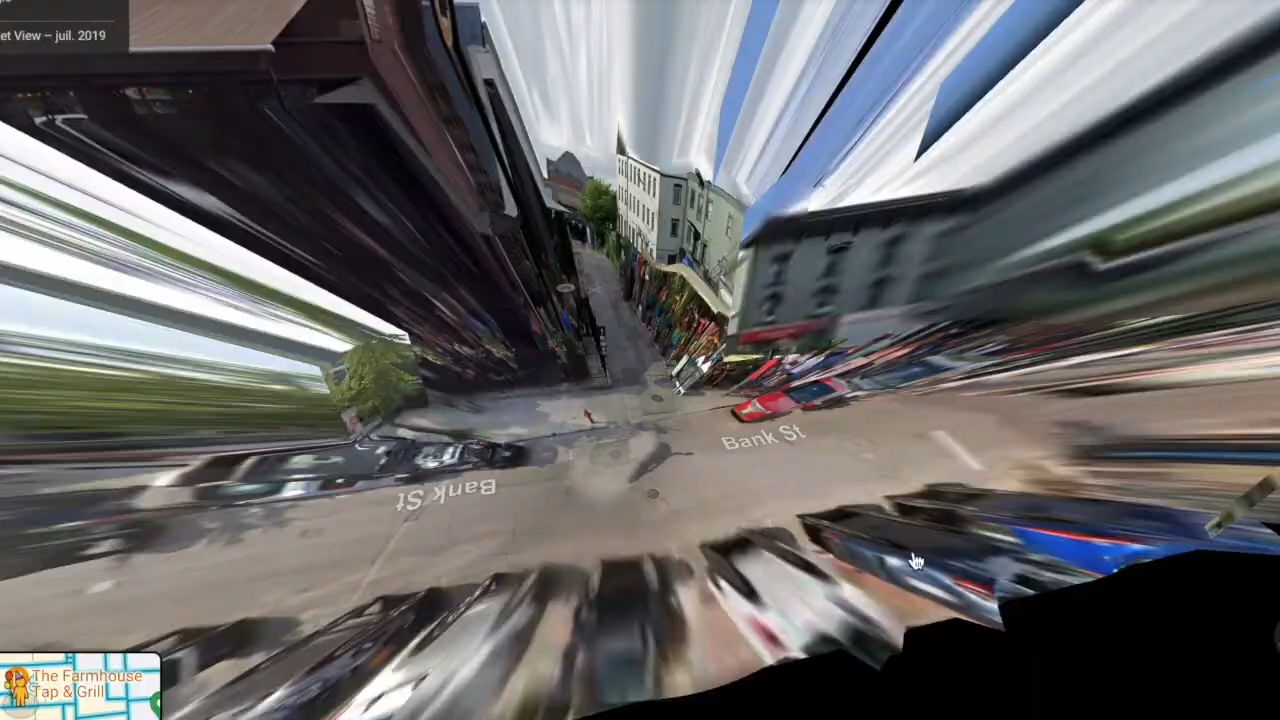 et View – juil. 2019
Bank St
Bank St
The Farmhouse
Tap & Grill